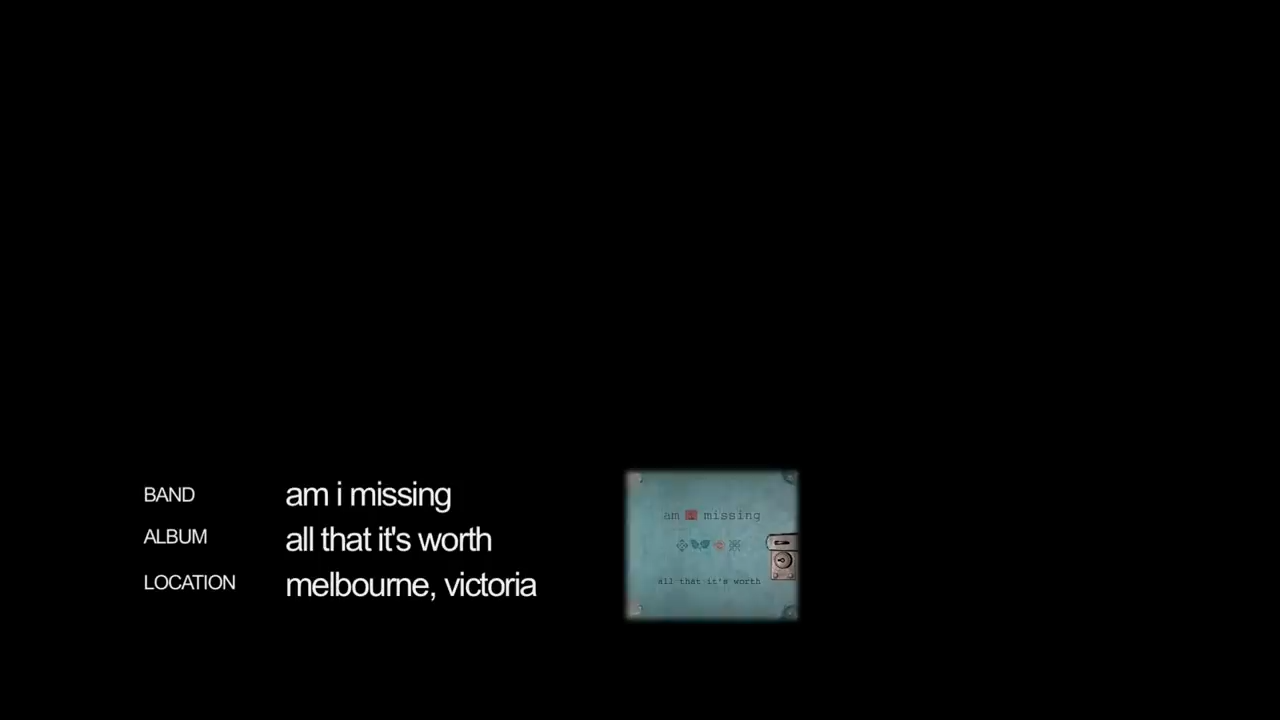 BAND am i missing
ALBUM all that it's worth
LOCATION melbourne, victoria
am i missing
all that it's worth